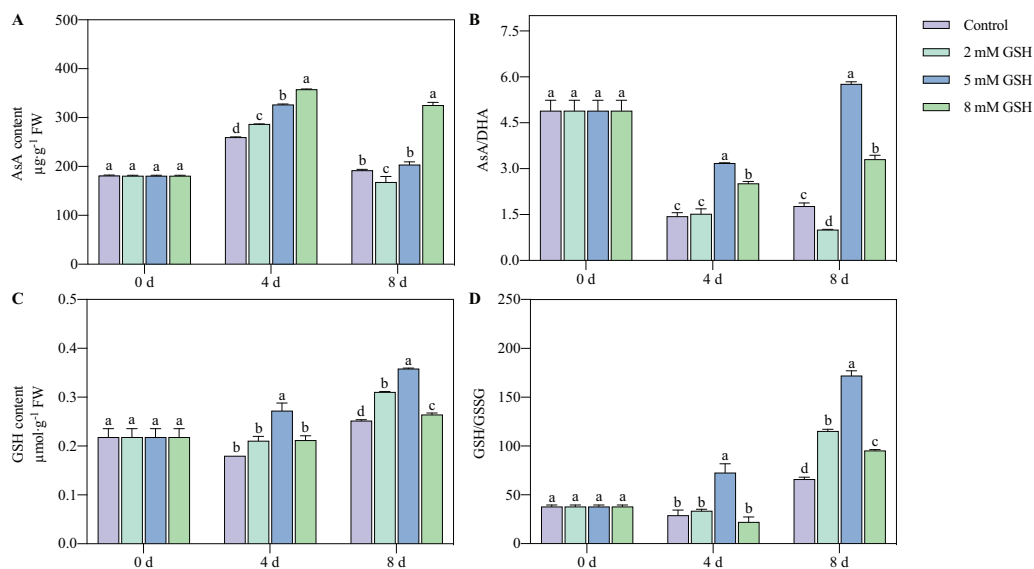 A
AsA content
µg·g⁻¹ FW
500
400
300
200
100
0
a a a a
d c b a
b c b a
0 d 4 d 8 d
B
AsA/DHA
7.5
6.0
4.5
3.0
1.5
0.0
a a a a
c c a b
c d a b
0 d 4 d 8 d
Control
2 mM GSH
5 mM GSH
8 mM GSH
C
GSH content
µmol·g⁻¹ FW
0.5
0.4
0.3
0.2
0.1
0.0
a a a a
b b a b
d b a c
0 d 4 d 8 d
D
GSH/GSSG
250
200
150
100
50
0
a a a a
b b a b
d b a c
0 d 4 d 8 d